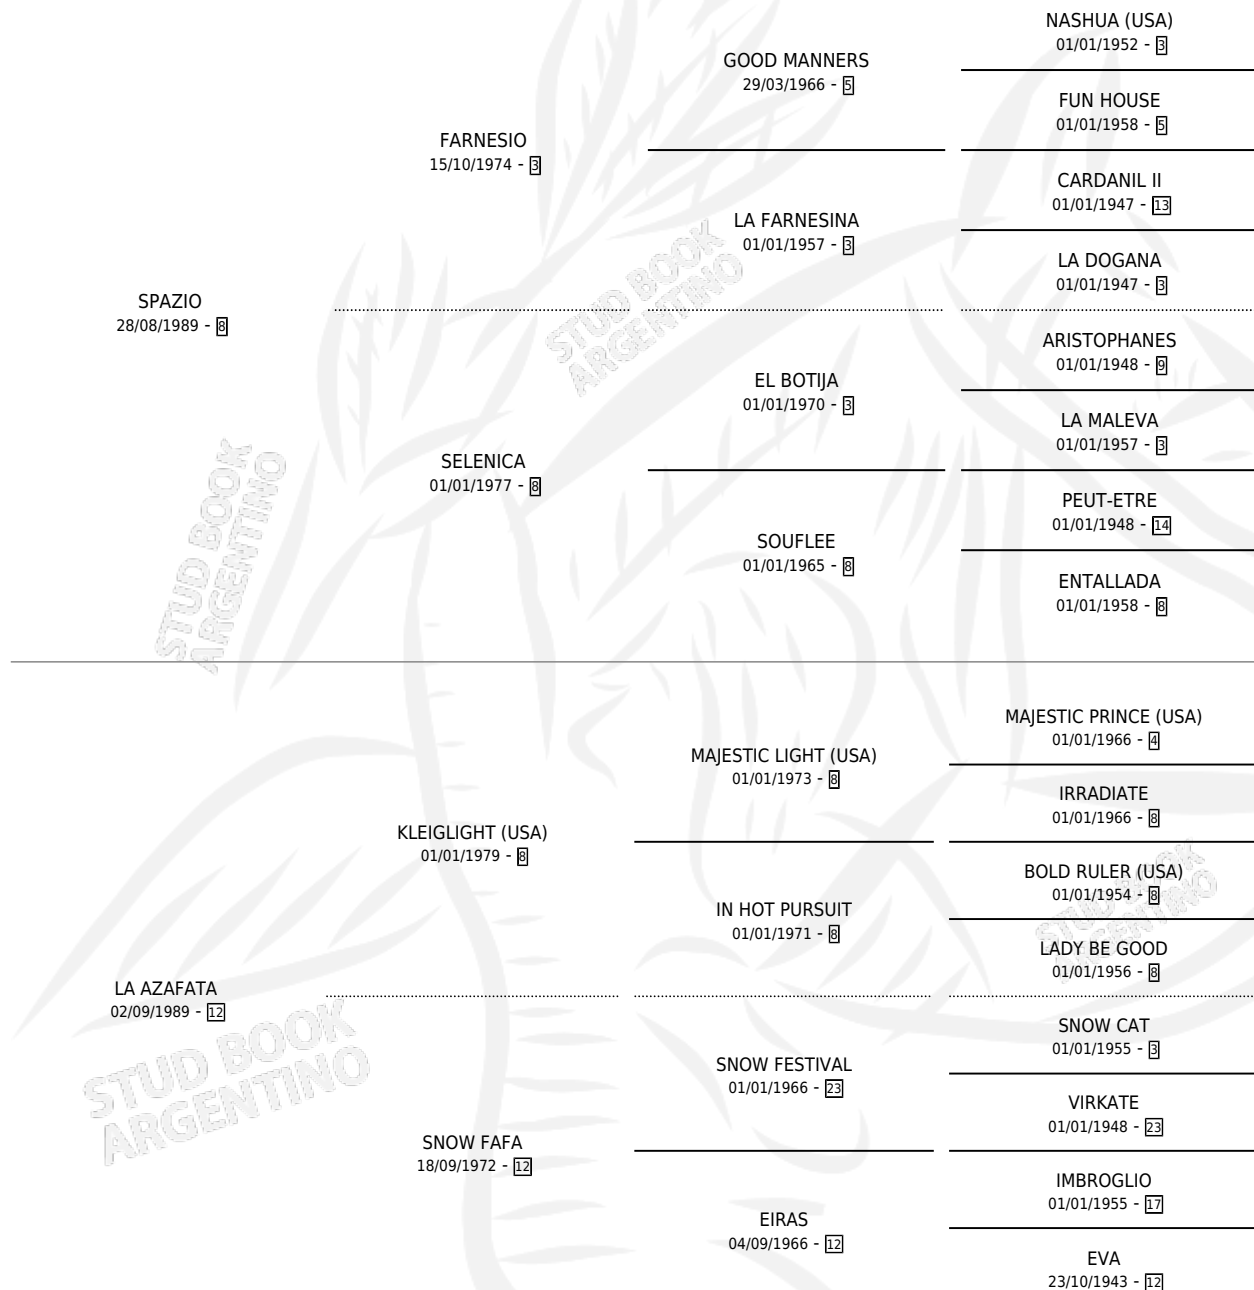 NASHUA (USA)
01/01/1952 - 3
GOOD MANNERS
29/03/1966 - 5
FUN HOUSE
01/01/1958 - 5
FARNESIO
15/10/1974 - 3
CARDANIL II
01/01/1947 - 13
LA FARNESINA
01/01/1957 - 3
LA DOGANA
01/01/1947 - 3
SPAZIO
28/08/1989 - 8
ARISTOPHANES
01/01/1948 - 9
EL BOTIJA
01/01/1970 - 3
LA MALEVA
01/01/1957 - 3
SELENICA
01/01/1977 - 8
PEUT-ETRE
01/01/1948 - 14
SOUFLEE
01/01/1965 - 8
ENTALLADA
01/01/1958 - 8
MAJESTIC PRINCE (USA)
01/01/1966 - 4
MAJESTIC LIGHT (USA)
01/01/1973 - 8
IRRADIATE
01/01/1966 - 8
KLEIGLIGHT (USA)
01/01/1979 - 8
BOLD RULER (USA)
01/01/1954 - 8
IN HOT PURSUIT
01/01/1971 - 8
LADY BE GOOD
01/01/1956 - 8
LA AZAFATA
02/09/1989 - 12
SNOW CAT
01/01/1955 - 3
SNOW FESTIVAL
01/01/1966 - 23
VIRKATE
01/01/1948 - 23
SNOW FAFA
18/09/1972 - 12
IMBROGLIO
01/01/1955 - 17
EIRAS
04/09/1966 - 12
EVA
23/10/1943 - 12
STUD BOOK
ARGENTINO
STUD BOOK
ARGENTINO
STUD BOOK
ARGENTINO
STUD BOOK
ARGENTINO